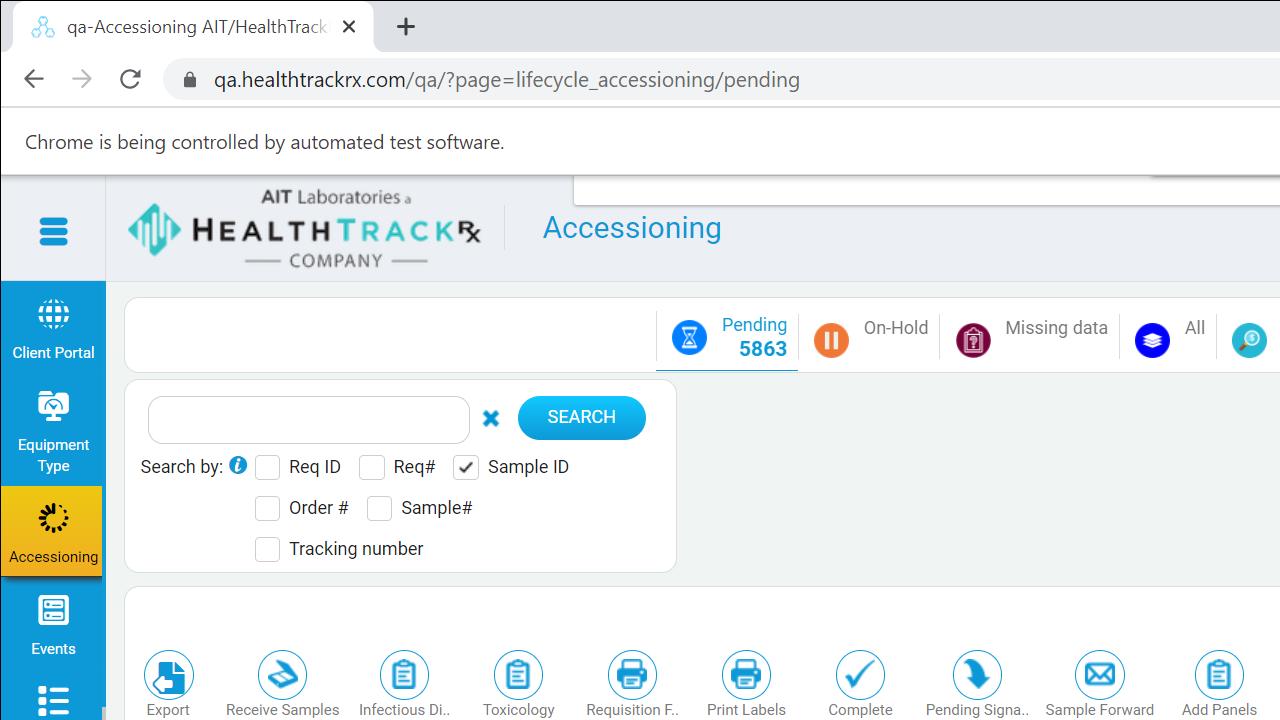 qa-Accessioning AIT/HealthTrack
qa.healthtrackrx.com/qa/?page=lifecycle_accessioning/pending
Chrome is being controlled by automated test software.
AIT Laboratories a
HEALTHTRACKRx
COMPANY
Accessioning
Client Portal
Equipment
Type
Accessioning
Events
Pending
5863
On-Hold
Missing data
All
SEARCH
Search by:
Req ID
Req#
Sample ID
Order #
Sample#
Tracking number
Export
Receive Samples
Infectious Di..
Toxicology
Requisition F..
Print Labels
Complete
Pending Signa..
Sample Forward
Add Panels